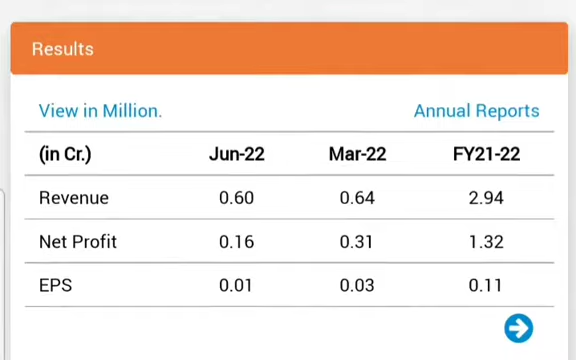 Results
View in Million. Annual Reports
(in Cr.) Jun-22 Mar-22 FY21-22
Revenue 0.60 0.64 2.94
Net Profit 0.16 0.31 1.32
EPS 0.01 0.03 0.11